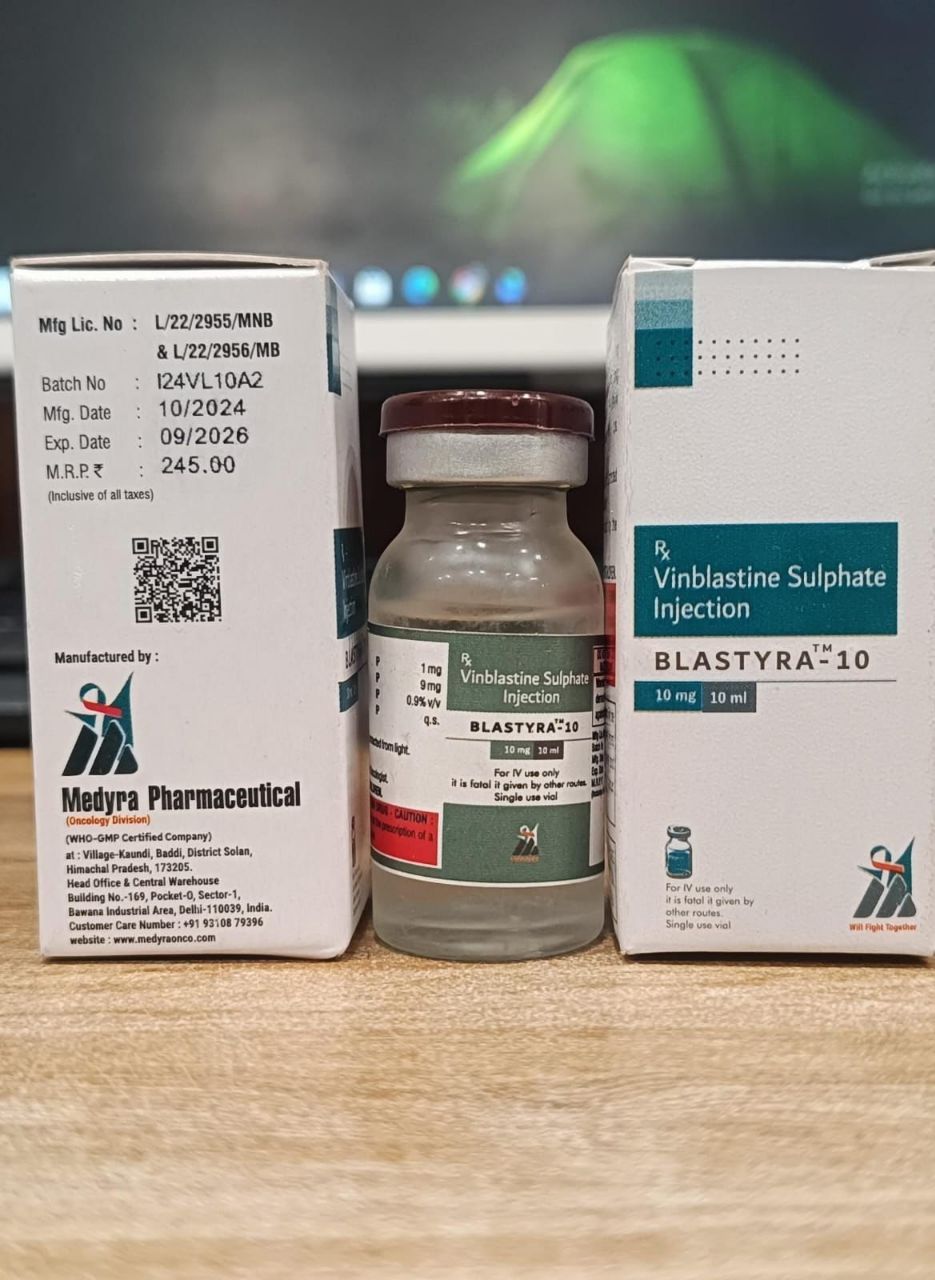 Mfg Lic. No : L/22/2955/MNB
& L/22/2956/MB
Batch No : I24VL10A2
Mfg. Date : 10/2024
Exp. Date : 09/2026
M.R.P.₹ : 245.00
(Inclusive of all taxes)
Manufactured by :
Medyra Pharmaceutical
(Oncology Division)
(WHO-GMP Certified Company)
at : Village-Kaundi, Baddi, District Solan,
Himachal Pradesh, 173205.
Head Office & Central Warehouse
Building No.-169, Pocket-O, Sector-1,
Bawana Industrial Area, Delhi-110039, India.
Customer Care Number : +91 93108 79396
website : www.medyraonco.com
P 1 mg
P 9 mg
P 0.9% v/v
P q.s.
from light.
CAUTION :
prescription of a
Rx
Vinblastine Sulphate
Injection
BLASTYRA™-10
10 mg 10 ml
For IV use only
it is fatal it given by other routes.
Single use vial
Rx
Vinblastine Sulphate
Injection
BLASTYRA™-10
10 mg 10 ml
For IV use only
it is fatal it given by
other routes.
Single use vial
Will Fight Together